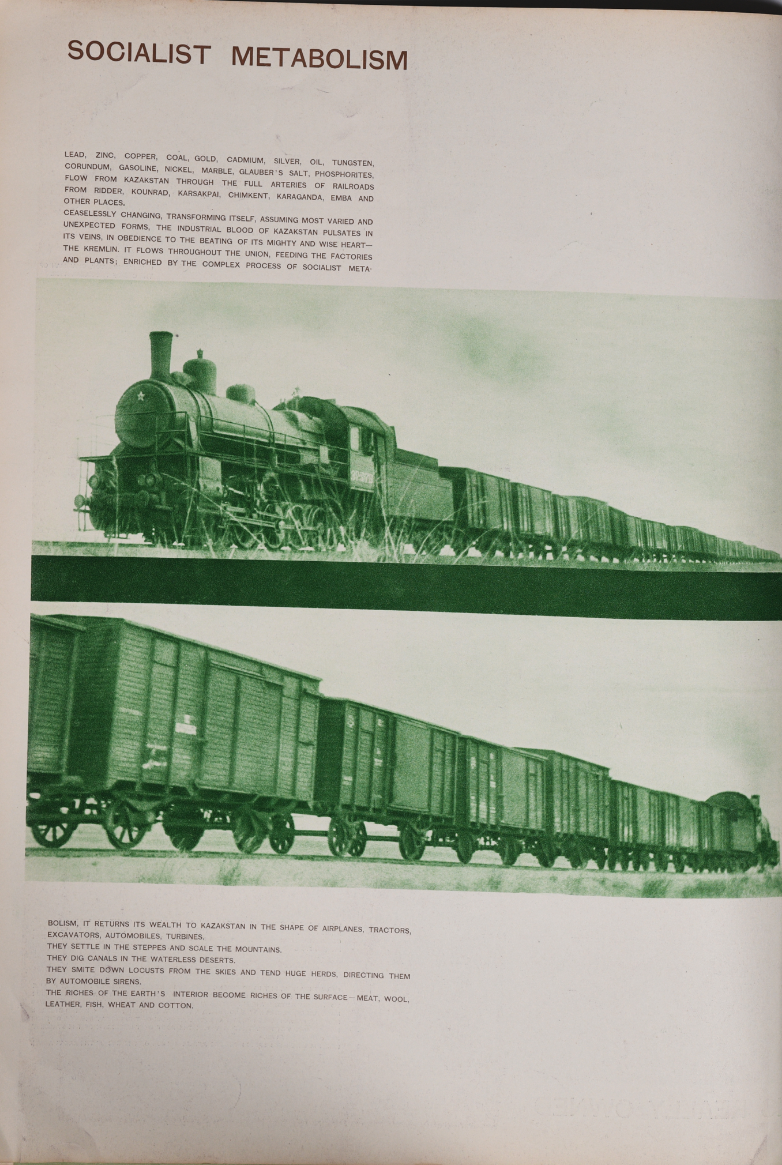 SOCIALIST METABOLISM
LEAD, ZINC, COPPER, COAL, GOLD, CADMIUM, SILVER, OIL, TUNGSTEN,
CORUNDUM, GASOLINE, NICKEL, MARBLE, GLAUBER'S SALT, PHOSPHORITES,
FLOW FROM KAZAKSTAN THROUGH THE FULL ARTERIES OF RAILROADS
FROM RIDDER, KOUNRAD, KARSAKPAI, CHIMKENT, KARAGANDA, EMBA AND
OTHER PLACES.
CEASELESSLY CHANGING, TRANSFORMING ITSELF, ASSUMING MOST VARIED AND
UNEXPECTED FORMS, THE INDUSTRIAL BLOOD OF KAZAKSTAN PULSATES IN
ITS VEINS, IN OBEDIENCE TO THE BEATING OF ITS MIGHTY AND WISE HEART—
THE KREMLIN. IT FLOWS THROUGHOUT THE UNION, FEEDING THE FACTORIES
AND PLANTS; ENRICHED BY THE COMPLEX PROCESS OF SOCIALIST META-
BOLISM, IT RETURNS ITS WEALTH TO KAZAKSTAN IN THE SHAPE OF AIRPLANES, TRACTORS,
EXCAVATORS, AUTOMOBILES, TURBINES.
THEY SETTLE IN THE STEPPES AND SCALE THE MOUNTAINS.
THEY DIG CANALS IN THE WATERLESS DESERTS.
THEY SMITE DOWN LOCUSTS FROM THE SKIES AND TEND HUGE HERDS, DIRECTING THEM
BY AUTOMOBILE SIRENS.
THE RICHES OF THE EARTH'S INTERIOR BECOME RICHES OF THE SURFACE—MEAT, WOOL,
LEATHER, FISH, WHEAT AND COTTON.